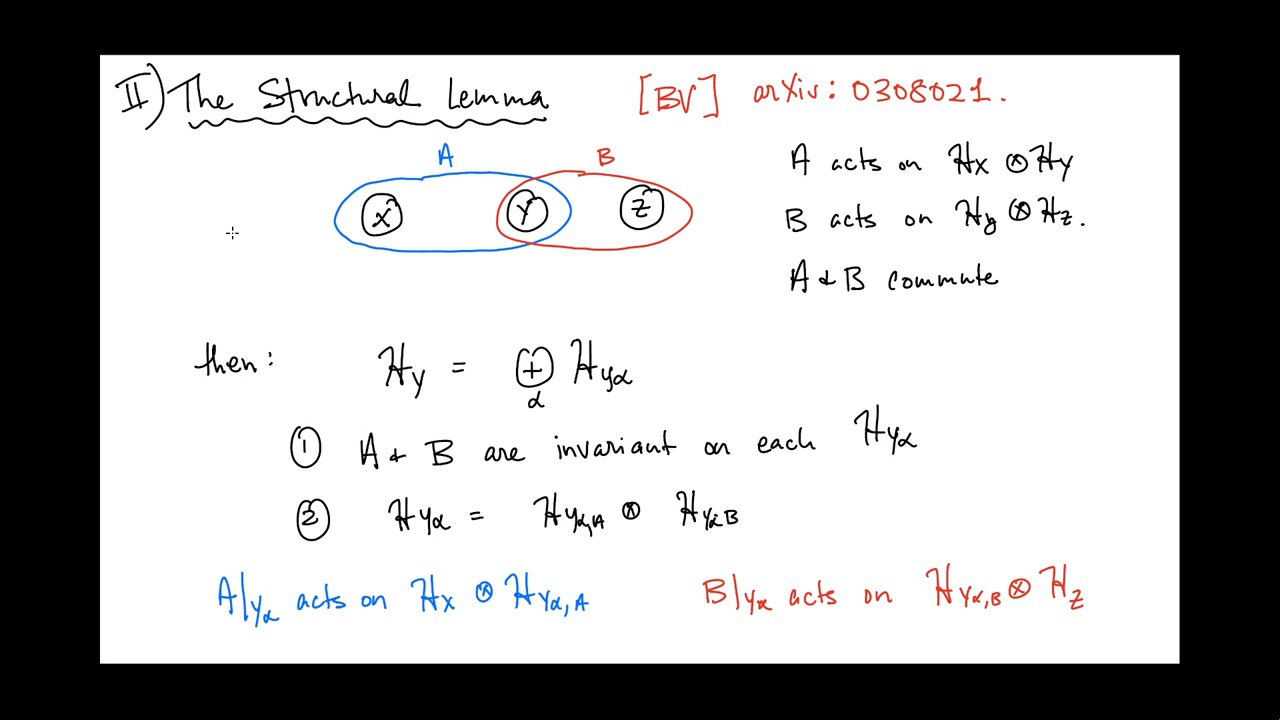 II) The Structural Lemma [BV] arXiv: 0308021.
A B
X Y Z
A acts on ℋx ⊗ ℋy
B acts on ℋy ⊗ ℋz.
A & B commute
then: ℋy = ⊕α ℋyα
① A & B are invariant on each ℋyα
② ℋyα = ℋyα,A ⊗ ℋyα,B
A|yα acts on ℋx ⊗ ℋyα,A B|yα acts on ℋyα,B ⊗ ℋz